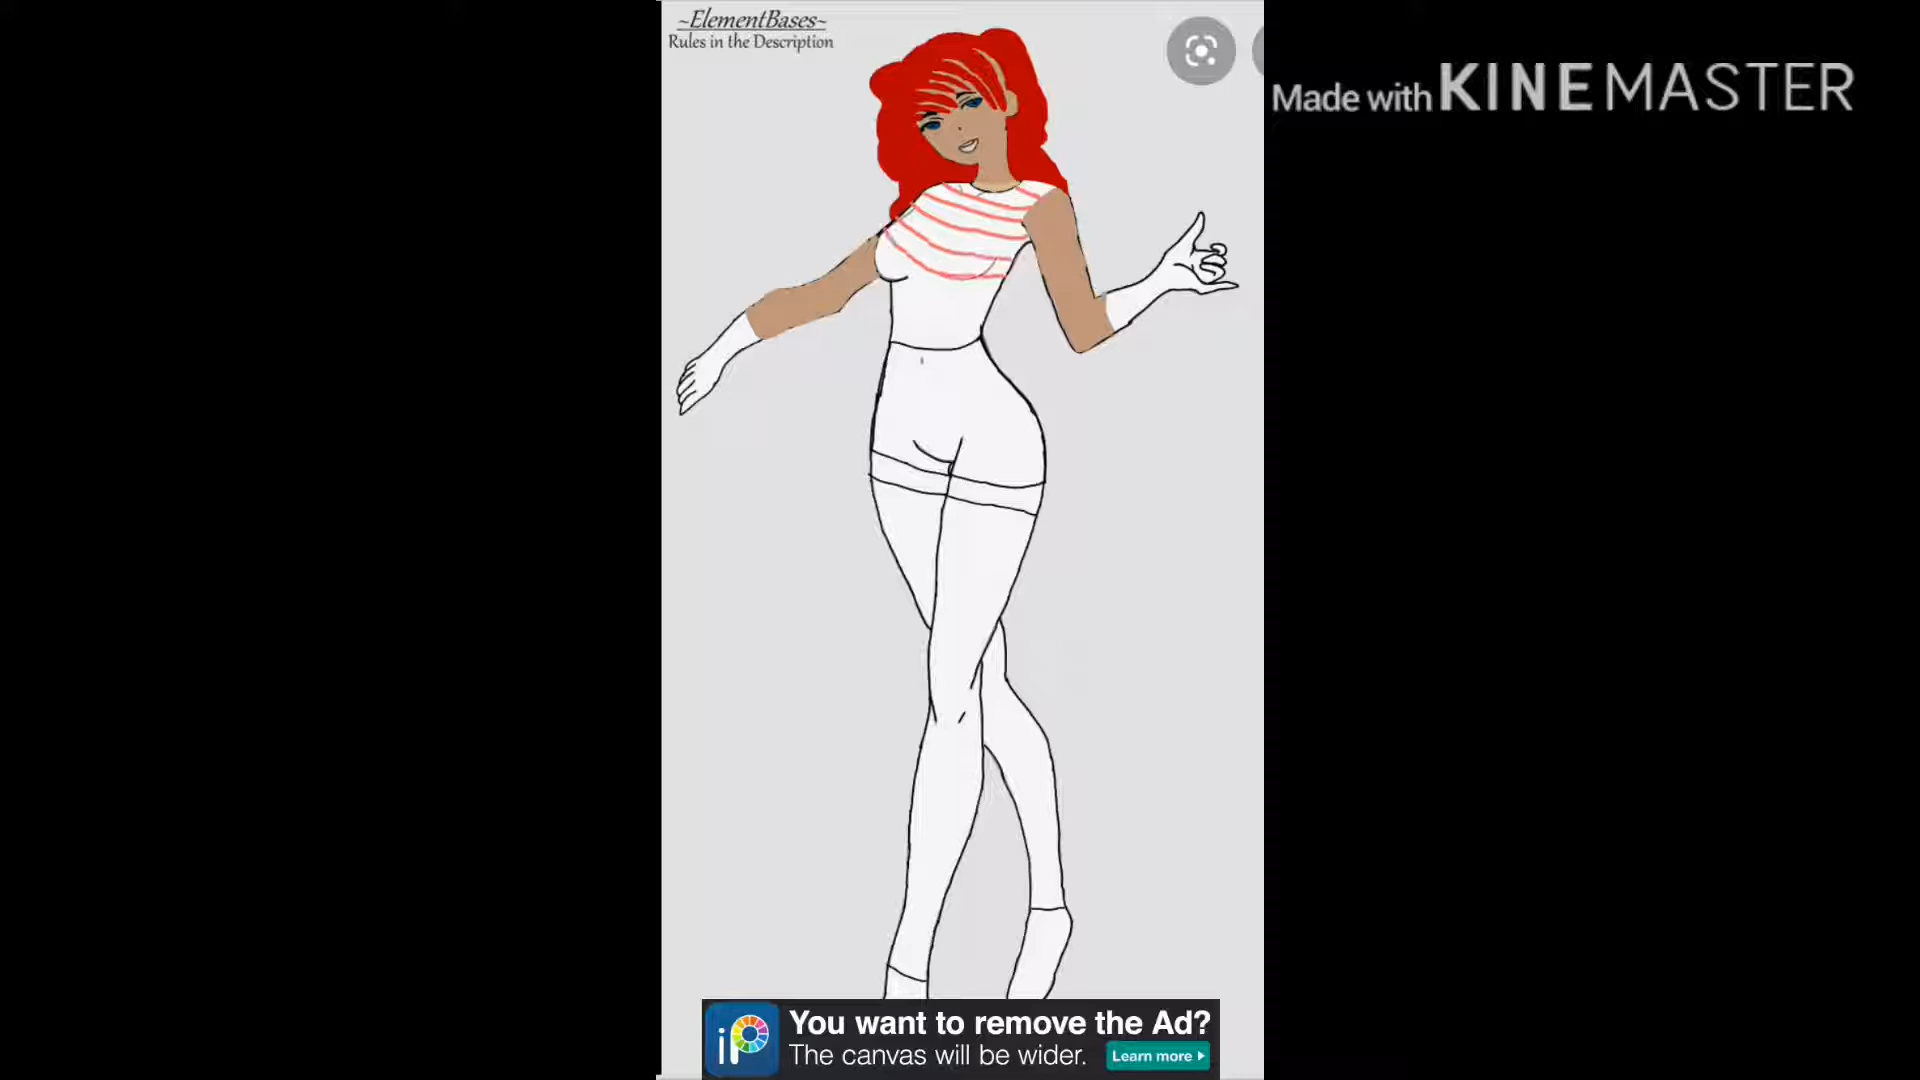 ~ElementBases~
Rules in the Description
Made with KINEMASTER
iP You want to remove the Ad?
The canvas will be wider. Learn more